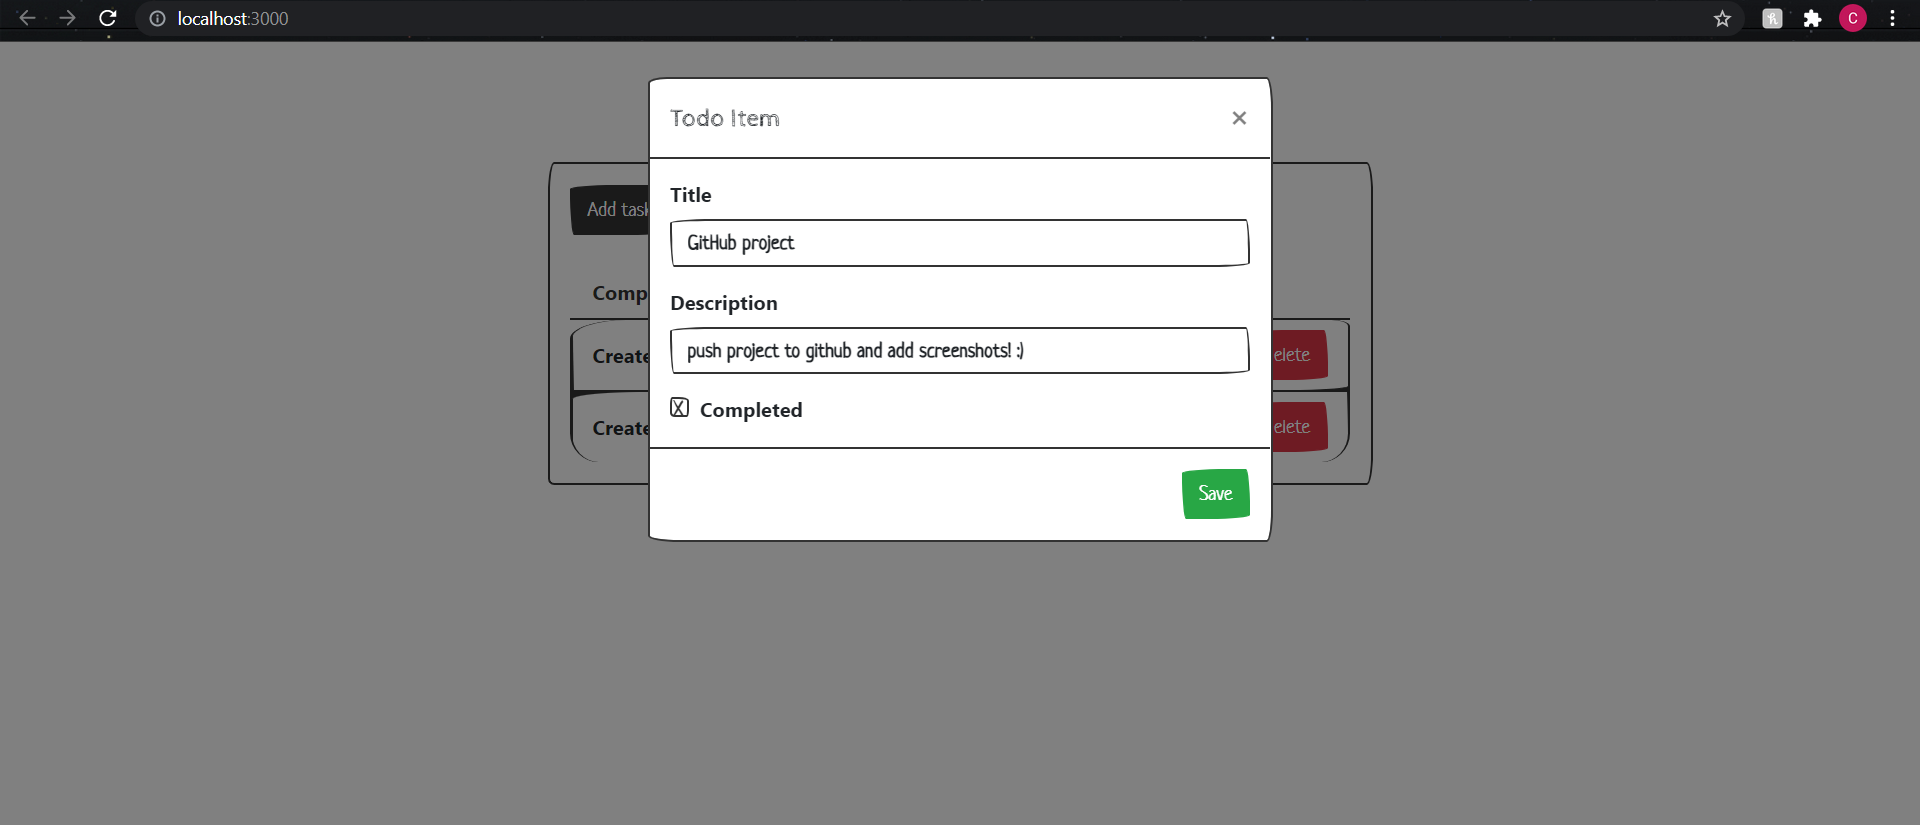 localhost:3000
C
Todo Item
×
Add task
Title
GitHub project
Comp
Description
Create
elete
push project to github and add screenshots! :)
Completed
Create
elete
Save